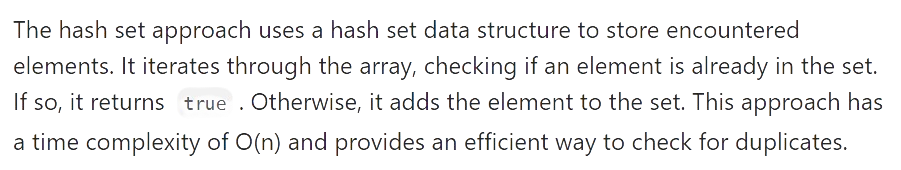 The hash set approach uses a hash set data structure to store encountered
elements. It iterates through the array, checking if an element is already in the set.
If so, it returns true . Otherwise, it adds the element to the set. This approach has
a time complexity of O(n) and provides an efficient way to check for duplicates.